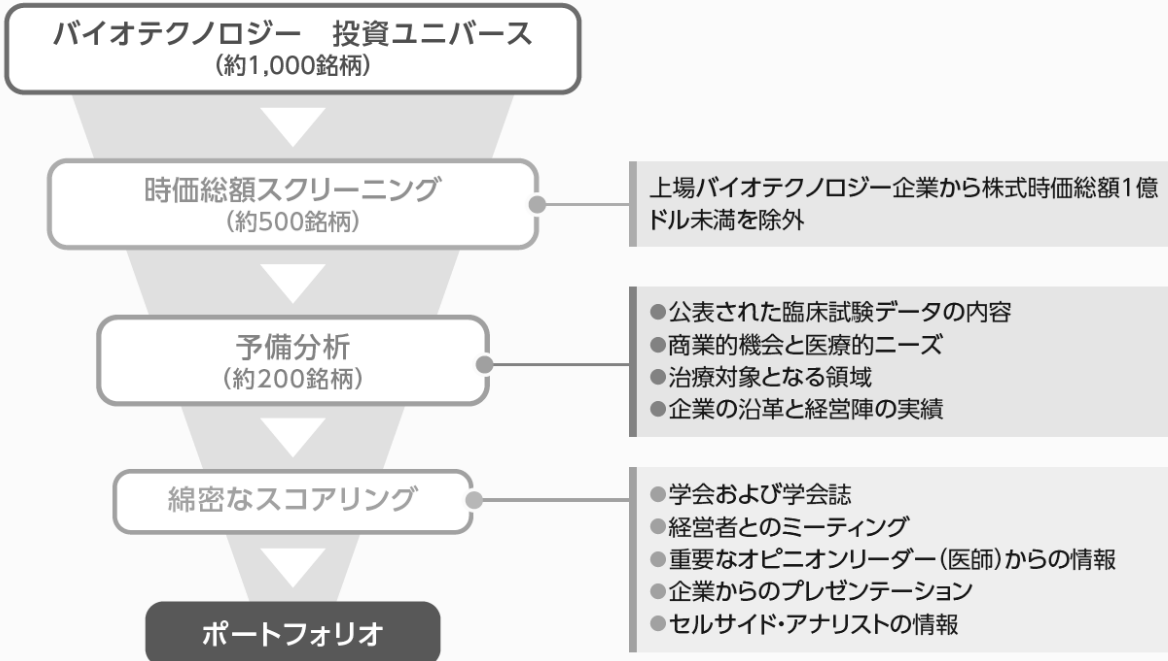 バイオテクノロジー　投資ユニバース
（約1,000銘柄）
時価総額スクリーニング
（約500銘柄）
上場バイオテクノロジー企業から株式時価総額1億
ドル未満を除外
予備分析
（約200銘柄）
●公表された臨床試験データの内容
●商業的機会と医療的ニーズ
●治療対象となる領域
●企業の沿革と経営陣の実績
綿密なスコアリング
●学会および学会誌
●経営者とのミーティング
●重要なオピニオンリーダー（医師）からの情報
●企業からのプレゼンテーション
●セルサイド・アナリストの情報
ポートフォリオ